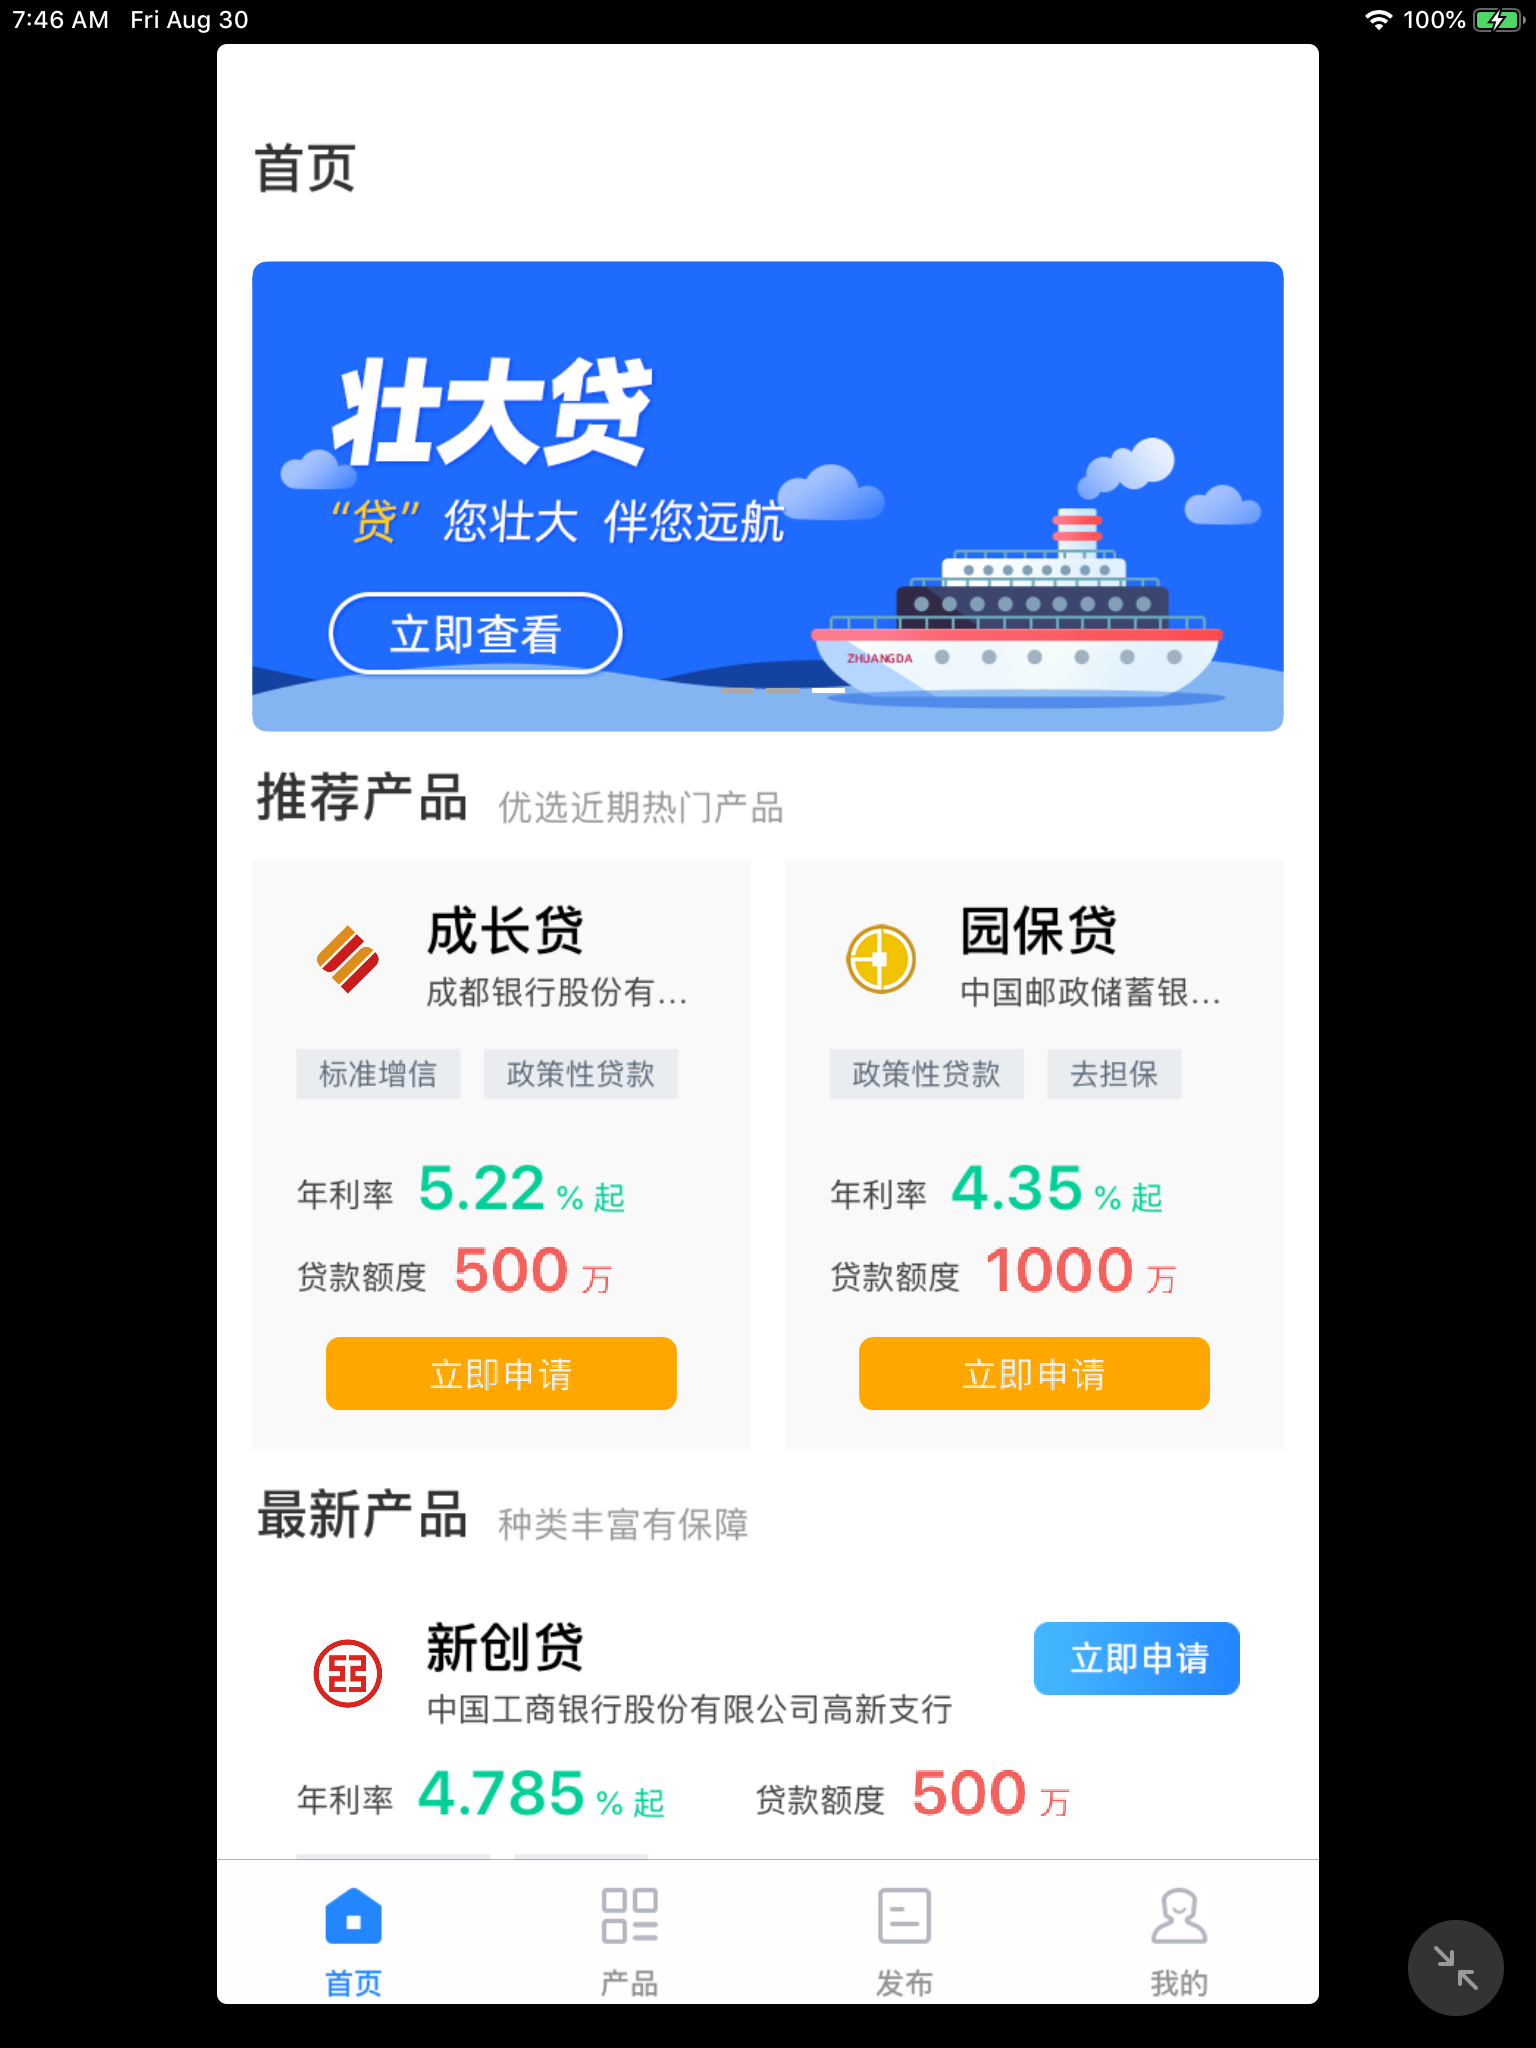 7:46 AM Fri Aug 30 100%
首页
壮大贷
“贷” 您壮大 伴您远航
立即查看
ZHUANGDA
推荐产品 优选近期热门产品
成长贷
成都银行股份有...
标准增信 政策性贷款
年利率 5.22 % 起
贷款额度 500 万
立即申请
园保贷
中国邮政储蓄银...
政策性贷款 去担保
年利率 4.35 % 起
贷款额度 1000 万
立即申请
最新产品 种类丰富有保障
新创贷
立即申请
中国工商银行股份有限公司高新支行
年利率 4.785 % 起 贷款额度 500 万
首页 产品 发布 我的